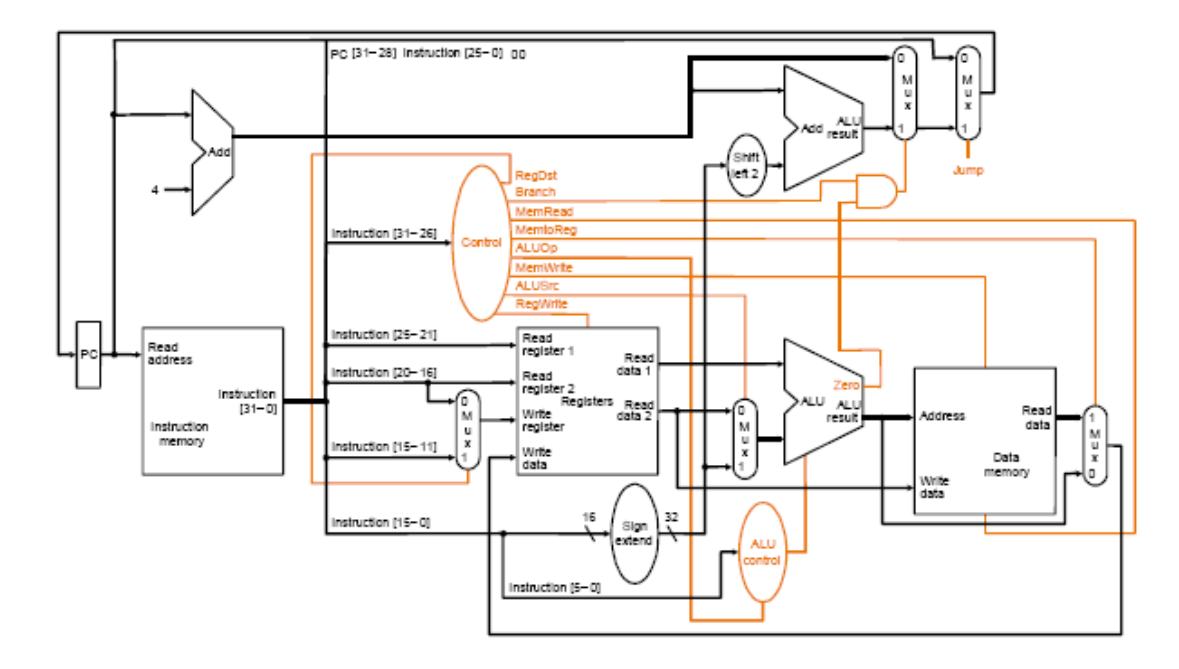 PC [31-28] Instruction [25-0] 00
0
M
u
x
1
0
M
u
x
1
Add
ALU
result
Add
4
Shift
left 2
Jump
RegDst
Branch
MemRead
MemtoReg
ALUOp
MemWrite
ALUSrc
RegWrite
Instruction [31-26]
Control
PC
Read
address
Instruction
[31-0]
Instruction
memory
Instruction [25-21]
Instruction [20-16]
Instruction [15-11]
0
M
u
x
1
Read
register 1
Read
register 2
Write
register
Write
data
Registers
Read
data 1
Read
data 2
0
M
u
x
1
Zero
ALU
ALU
result
Address
Read
data
Data
memory
Write
data
1
M
u
x
0
Instruction [15-0]
16
Sign
extend
32
ALU
control
Instruction [5-0]